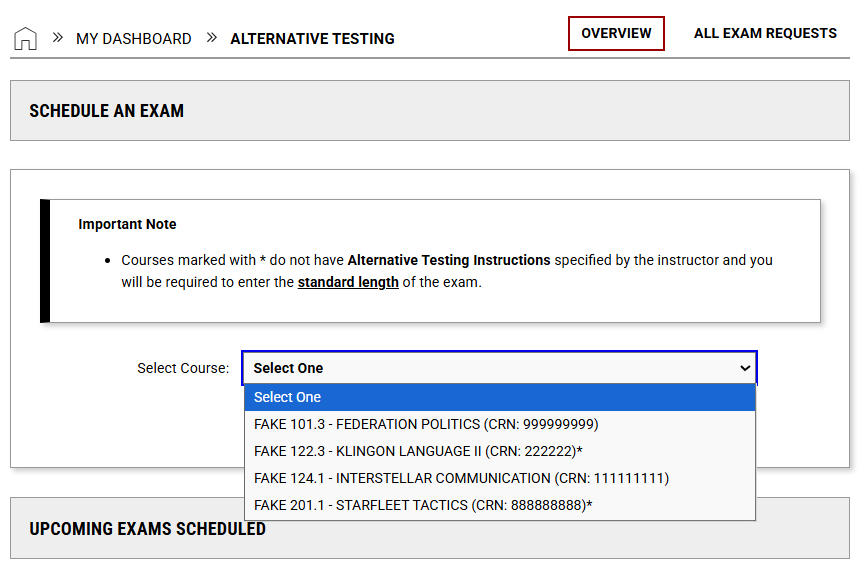 » MY DASHBOARD » ALTERNATIVE TESTING OVERVIEW ALL EXAM REQUESTS
SCHEDULE AN EXAM
Important Note
• Courses marked with * do not have Alternative Testing Instructions specified by the instructor and you
will be required to enter the standard length of the exam.
Select Course: Select One
Select One
FAKE 101.3 - FEDERATION POLITICS (CRN: 999999999)
FAKE 122.3 - KLINGON LANGUAGE II (CRN: 222222)*
FAKE 124.1 - INTERSTELLAR COMMUNICATION (CRN: 111111111)
FAKE 201.1 - STARFLEET TACTICS (CRN: 888888888)*
UPCOMING EXAMS SCHEDULED